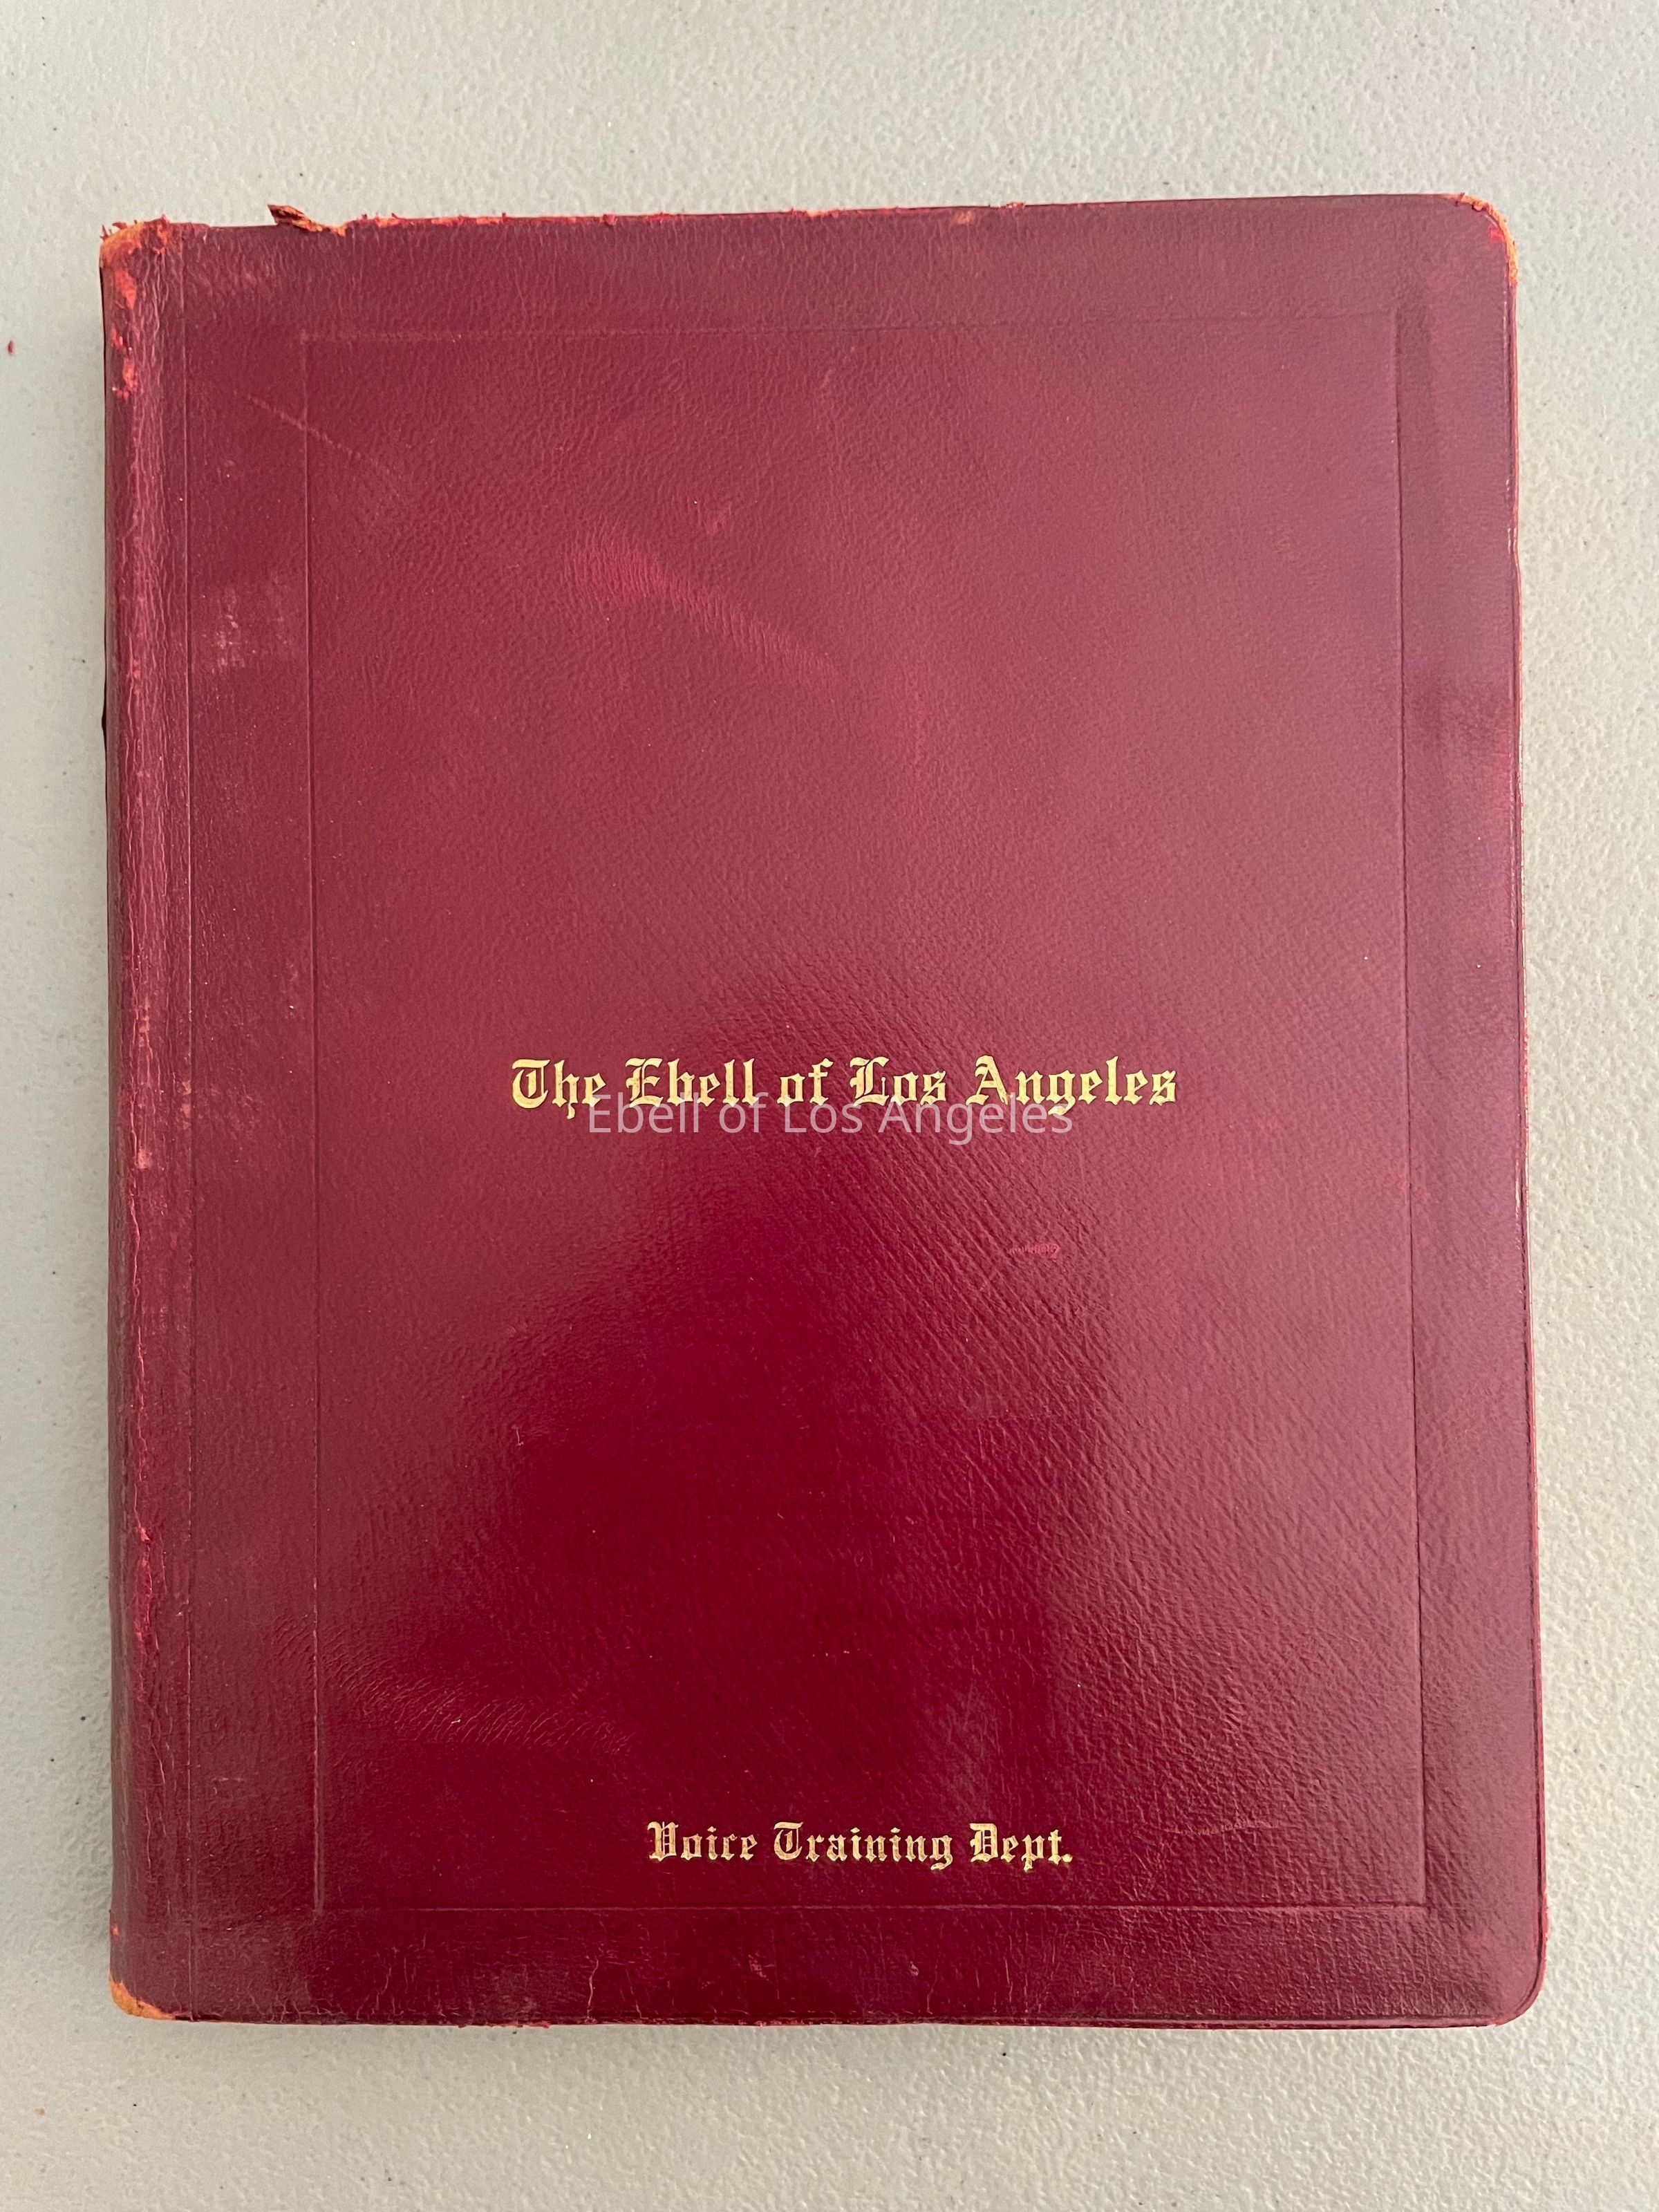 The Ebell of Los Angeles
Ebell of Los Angeles
Voice Training Dept.